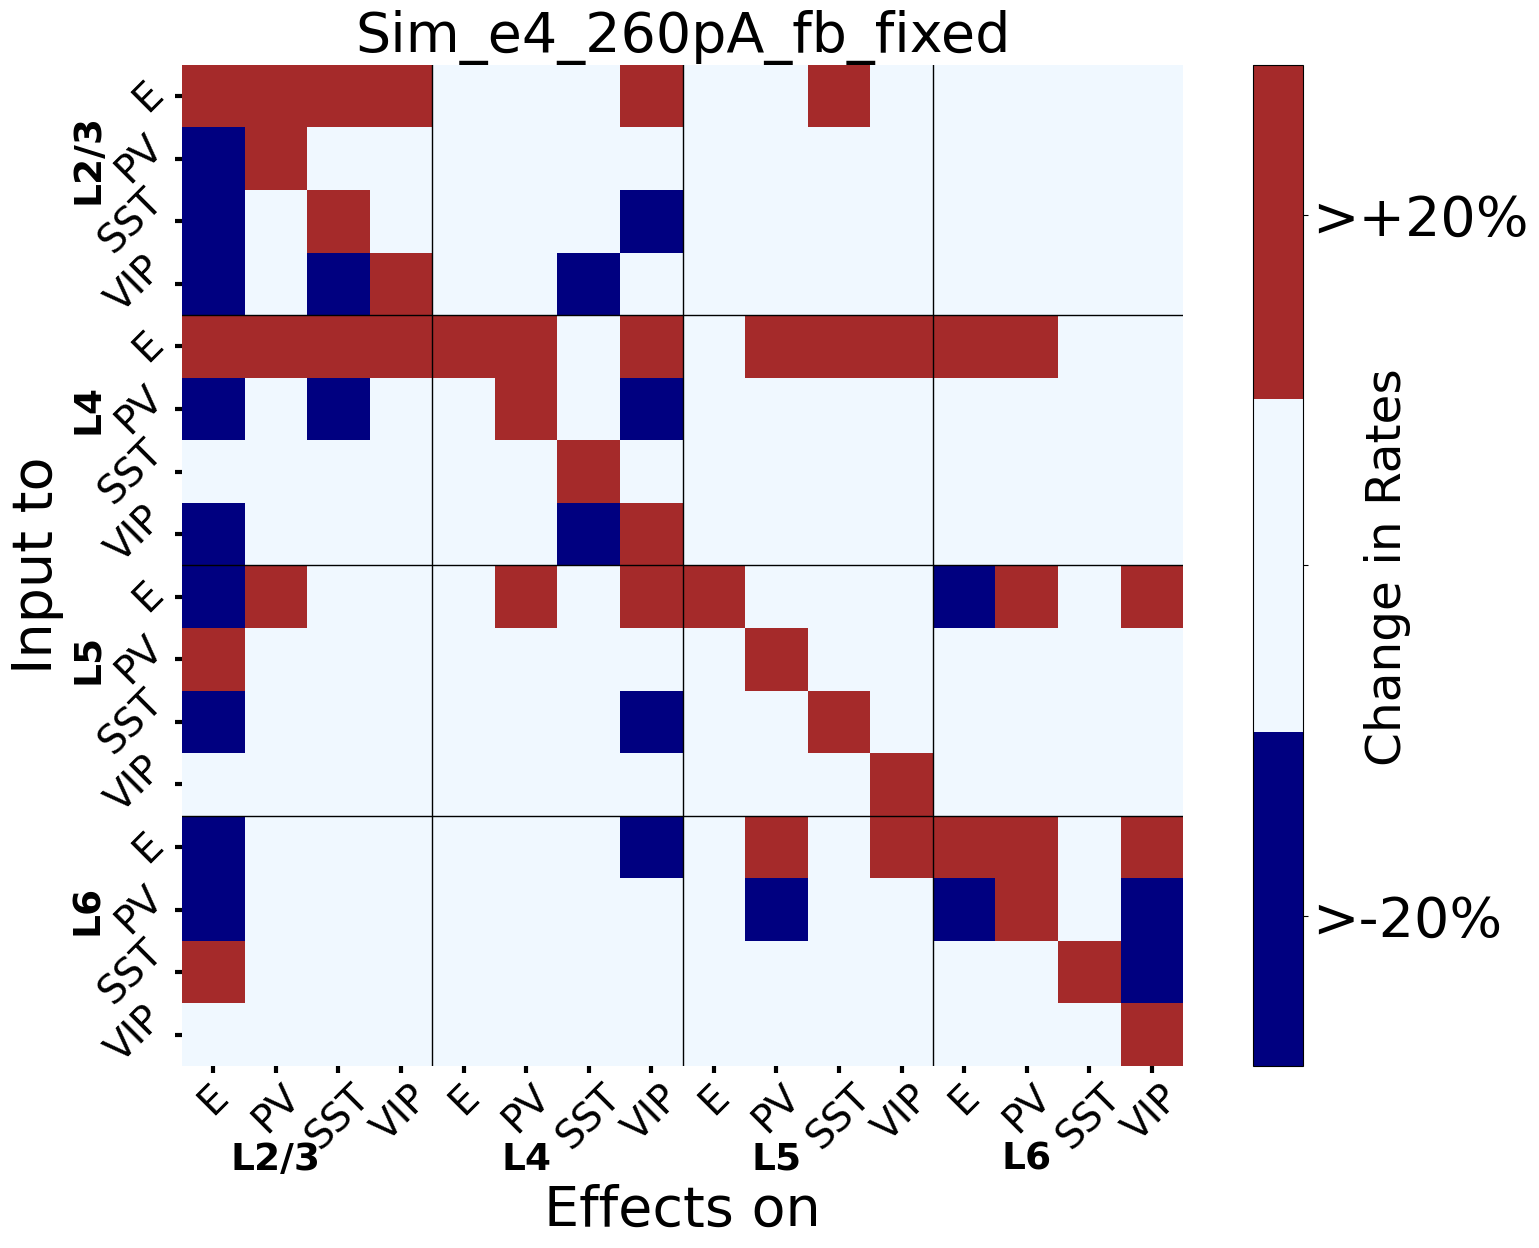 Sim_e4_260pA_fb_fixed
Input to
L2/3
E
PV
SST
VIP
L4
E
PV
SST
VIP
L5
E
PV
SST
VIP
L6
E
PV
SST
VIP
E PV SST VIP E PV SST VIP E PV SST VIP E PV SST VIP
L2/3 L4 L5 L6
Effects on
>+20%
>-20%
Change in Rates